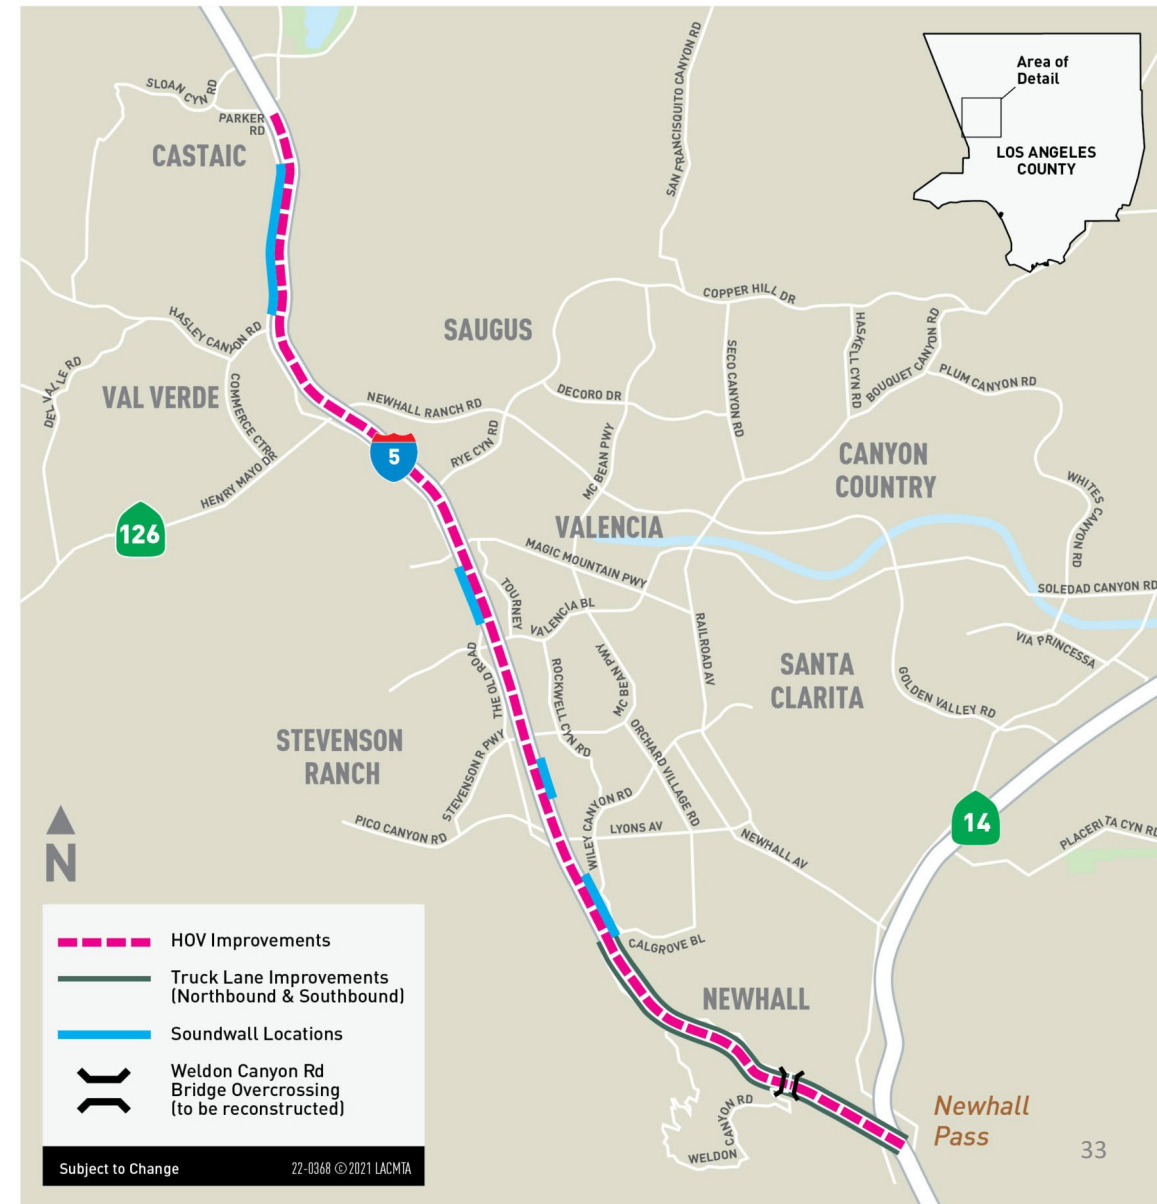 SLOAN CYN RD
PARKER
RD
CASTAIC
SAN FRANCISQUITO CANYON RD
Area of
Detail
LOS ANGELES
COUNTY
HASLEY CANYON RD
SAUGUS
COPPER HILL DR
HASKELL CYN RD
BOUQUET CANYON RD
SECO CANYON RD
PLUM CANYON RD
DEL VALLE RD
VAL VERDE
COMMERCE CTR
NEWHALL RANCH RD
DECORO DR
RYE CYN RD
MC BEAN PWY
5
HENRY MAYO DR
CANYON
COUNTRY
WHITES CANYON RD
126
VALENCIA
MAGIC MOUNTAIN PWY
TOURNEY
VALENCIA BL
SOLEDAD CANYON RD
VIA PRINCESSA
RAILROAD AV
THE OLD ROAD
ROCKWELL CYN RD
MC BEAN PWY
SANTA
CLARITA
GOLDEN VALLEY RD
STEVENSON
RANCH
STEVENSON R PWY
ORCHARD VILLAGE RD
WILEY CANYON RD
PICO CANYON RD
LYONS AV
NEWHALL AV
14
PLACERITA CYN RD
N
CALGROVE BL
NEWHALL
WELDON
CANYON RD
Newhall
Pass
HOV Improvements
Truck Lane Improvements
(Northbound & Southbound)
Soundwall Locations
Weldon Canyon Rd
Bridge Overcrossing
(to be reconstructed)
Subject to Change
22-0368 ©2021 LACMTA
33